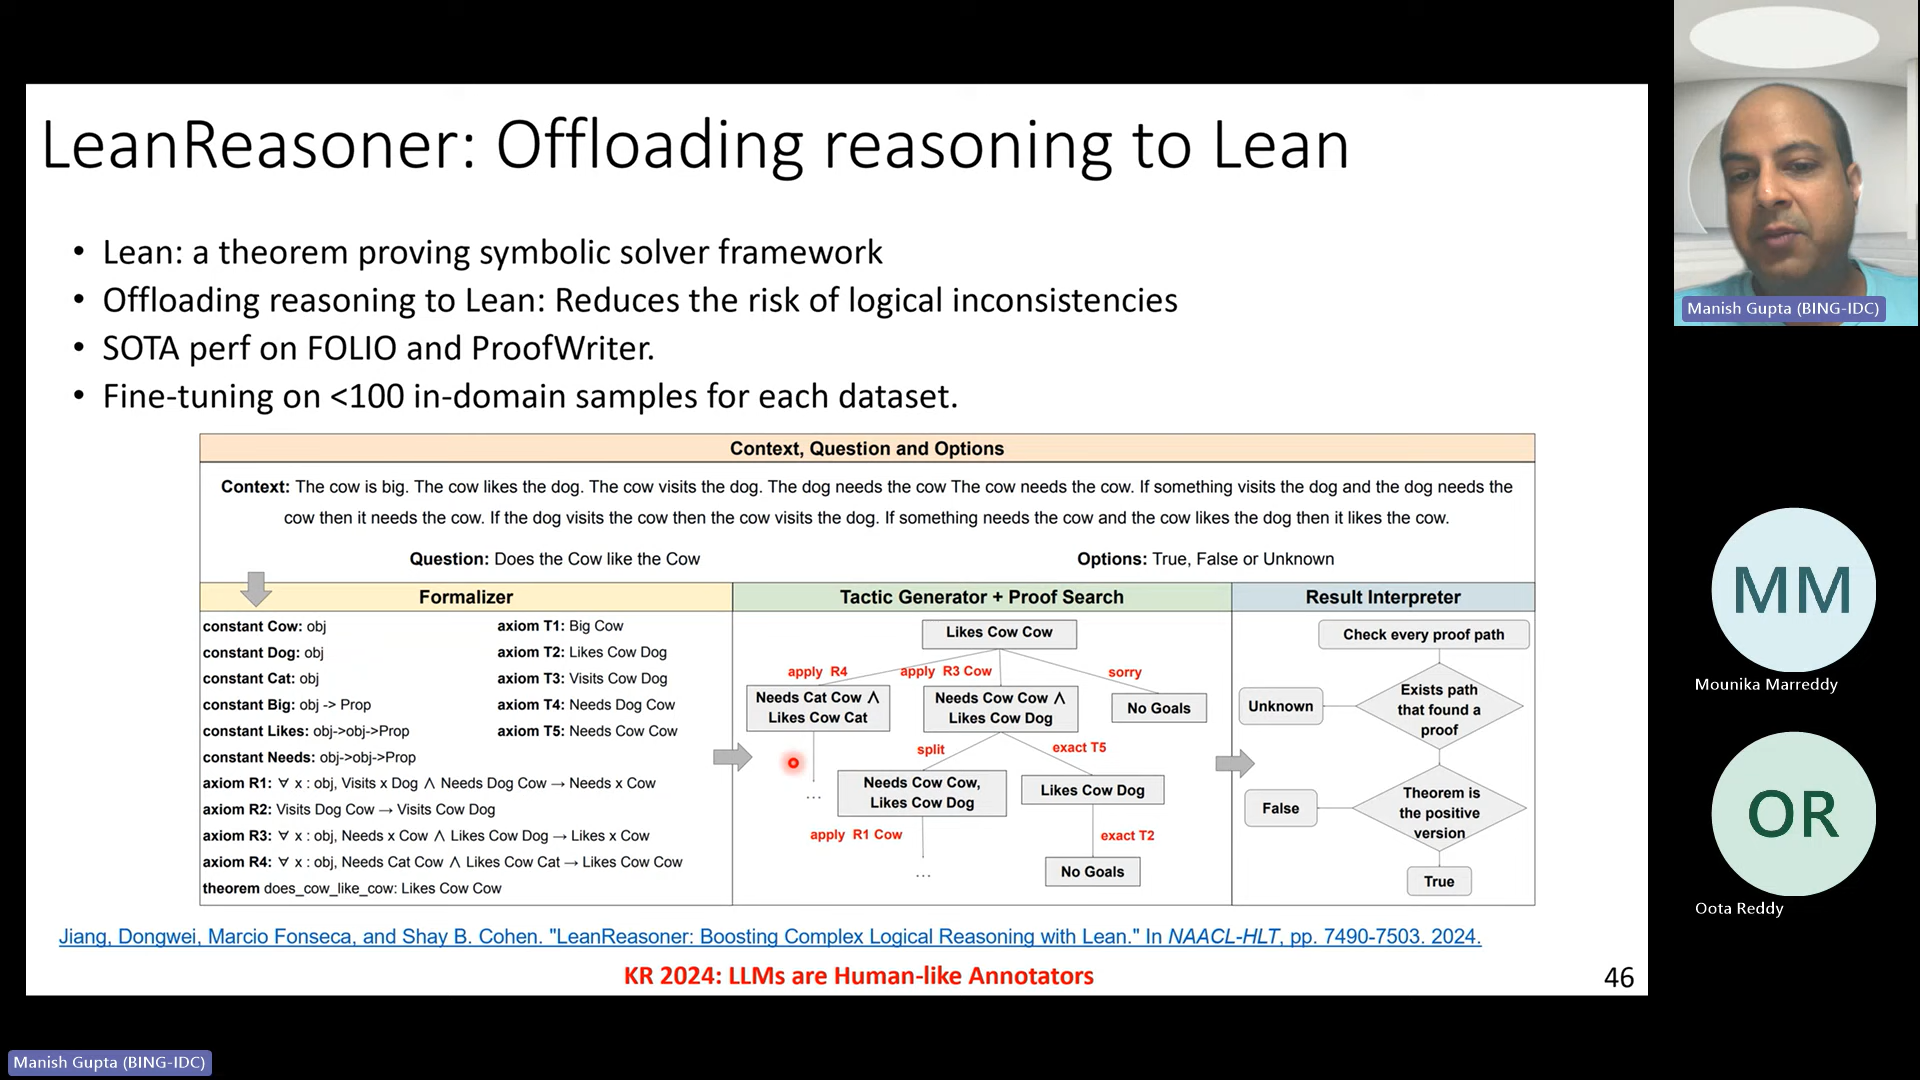 LeanReasoner: Offloading reasoning to Lean
• Lean: a theorem proving symbolic solver framework
• Offloading reasoning to Lean: Reduces the risk of logical inconsistencies
• SOTA perf on FOLIO and ProofWriter.
• Fine-tuning on <100 in-domain samples for each dataset.
Context, Question and Options
Context: The cow is big. The cow likes the dog. The cow visits the dog. The dog needs the cow The cow needs the cow. If something visits the dog and the dog needs the
cow then it needs the cow. If the dog visits the cow then the cow visits the dog. If something needs the cow and the cow likes the dog then it likes the cow.
Question: Does the Cow like the Cow
Options: True, False or Unknown
Formalizer
constant Cow: obj
constant Dog: obj
constant Cat: obj
constant Big: obj -> Prop
constant Likes: obj->obj->Prop
constant Needs: obj->obj->Prop
axiom T1: Big Cow
axiom T2: Likes Cow Dog
axiom T3: Visits Cow Dog
axiom T4: Needs Dog Cow
axiom T5: Needs Cow Cow
axiom R1: ∀ x : obj, Visits x Dog ∧ Needs Dog Cow → Needs x Cow
axiom R2: Visits Dog Cow → Visits Cow Dog
axiom R3: ∀ x : obj, Needs x Cow ∧ Likes Cow Dog → Likes x Cow
axiom R4: ∀ x : obj, Needs Cat Cow ∧ Likes Cow Cat → Likes Cow Cow
theorem does_cow_like_cow: Likes Cow Cow
Tactic Generator + Proof Search
Likes Cow Cow
apply R4
apply R3 Cow
sorry
Needs Cat Cow ∧
Likes Cow Cat
Needs Cow Cow ∧
Likes Cow Dog
No Goals
split
exact T5
...
Needs Cow Cow,
Likes Cow Dog
Likes Cow Dog
apply R1 Cow
exact T2
...
No Goals
Result Interpreter
Check every proof path
Unknown
Exists path
that found a
proof
False
Theorem is
the positive
version
True
Jiang, Dongwei, Marcio Fonseca, and Shay B. Cohen. "LeanReasoner: Boosting Complex Logical Reasoning with Lean." In NAACL-HLT, pp. 7490-7503. 2024.
KR 2024: LLMs are Human-like Annotators
46
Manish Gupta (BING-IDC)
MM
Mounika Marreddy
OR
Oota Reddy
Manish Gupta (BING-IDC)